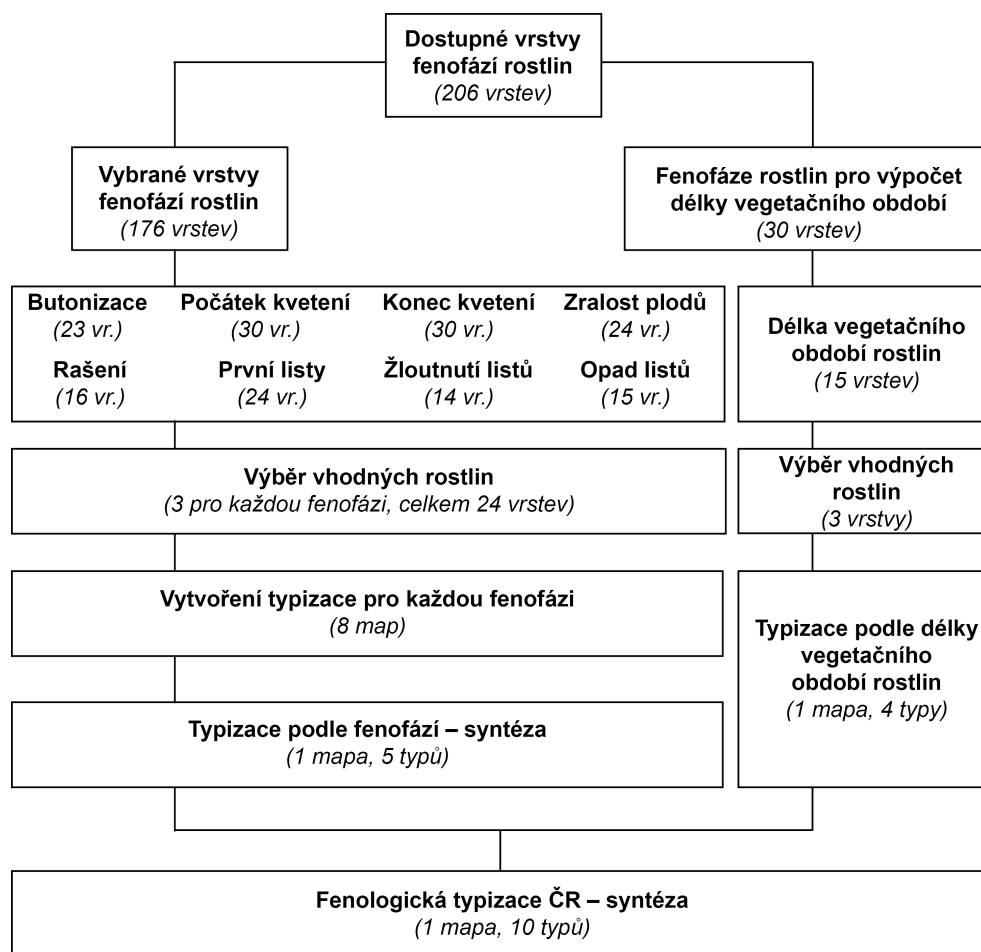 Dostupné vrstvy
fenofází rostlin
(206 vrstev)
Vybrané vrstvy
fenofází rostlin
(176 vrstev)
Fenofáze rostlin pro výpočet
délky vegetačního období
(30 vrstev)
Butonizace
(23 vr.)
Počátek kvetení
(30 vr.)
Konec kvetení
(30 vr.)
Zralost plodů
(24 vr.)
Rašení
(16 vr.)
První listy
(24 vr.)
Žloutnutí listů
(14 vr.)
Opad listů
(15 vr.)
Délka vegetačního
období rostlin
(15 vrstev)
Výběr vhodných rostlin
(3 pro každou fenofázi, celkem 24 vrstev)
Výběr vhodných
rostlin
(3 vrstvy)
Vytvoření typizace pro každou fenofázi
(8 map)
Typizace podle délky
vegetačního
období rostlin
(1 mapa, 4 typy)
Typizace podle fenofází – syntéza
(1 mapa, 5 typů)
Fenologická typizace ČR – syntéza
(1 mapa, 10 typů)